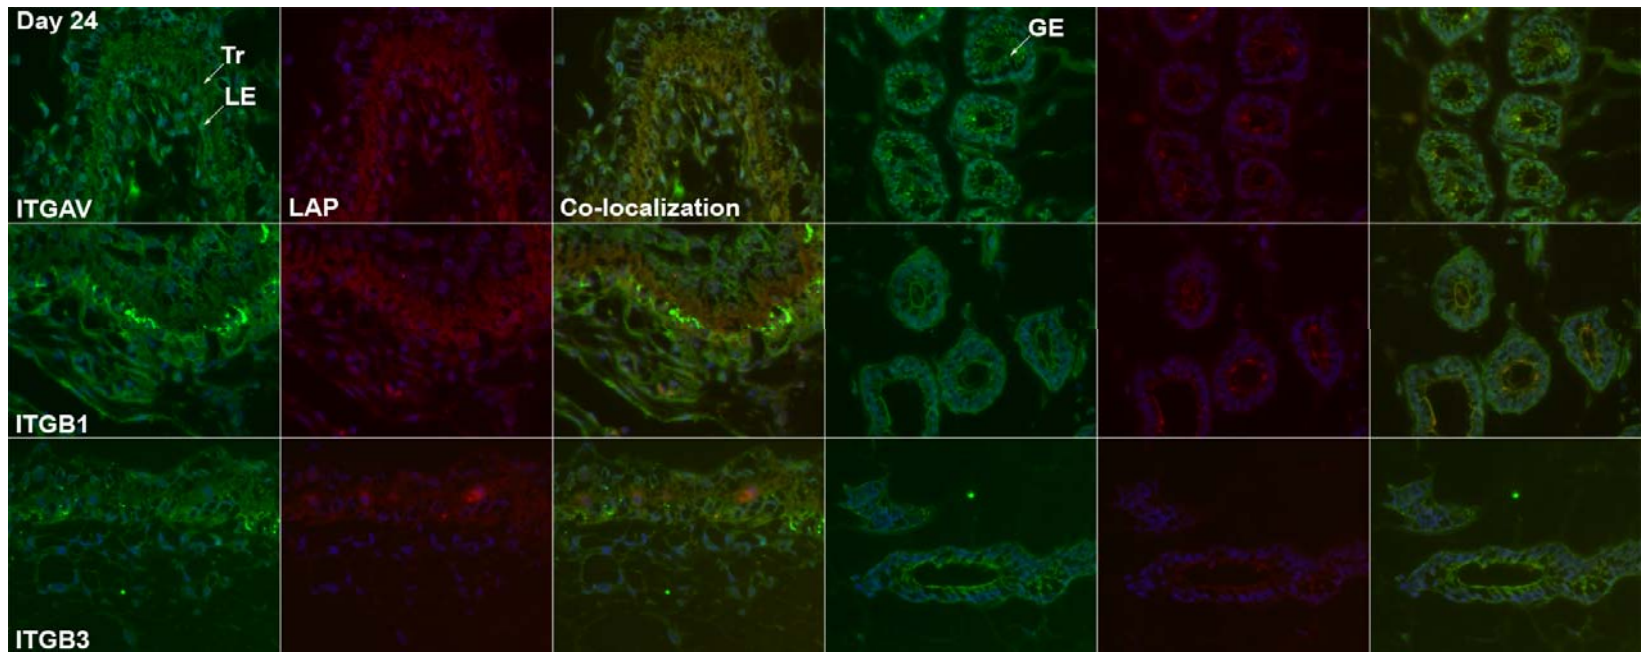 Day 24
Tr
LE
GE
ITGAV
LAP
Co-localization
ITGB1
ITGB3